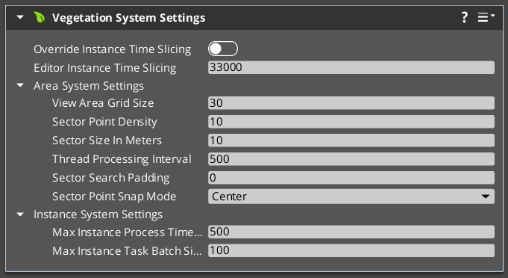 Vegetation System Settings ?
Override Instance Time Slicing
Editor Instance Time Slicing 33000
Area System Settings
View Area Grid Size 30
Sector Point Density 10
Sector Size In Meters 10
Thread Processing Interval 500
Sector Search Padding 0
Sector Point Snap Mode Center
Instance System Settings
Max Instance Process Time... 500
Max Instance Task Batch Si... 100